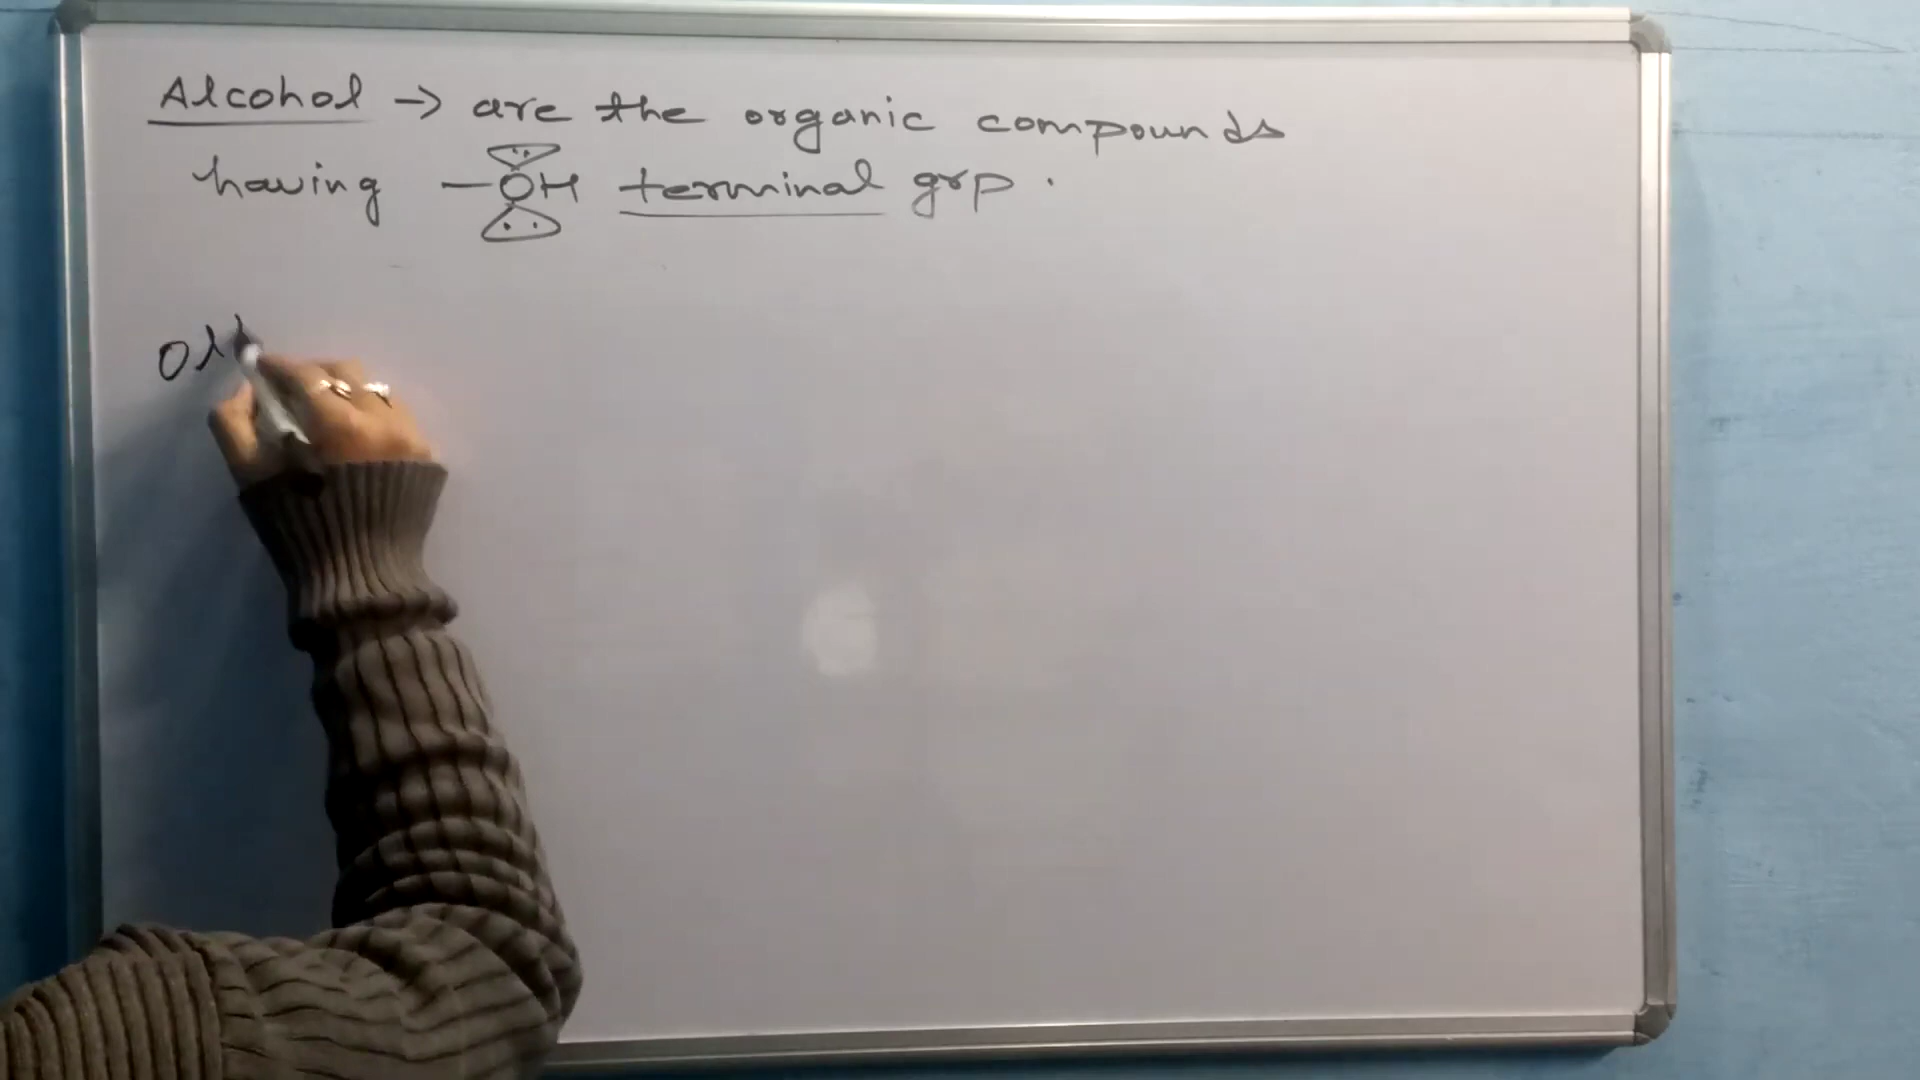 Alcohol → are the organic compounds
having -OH terminal grp.